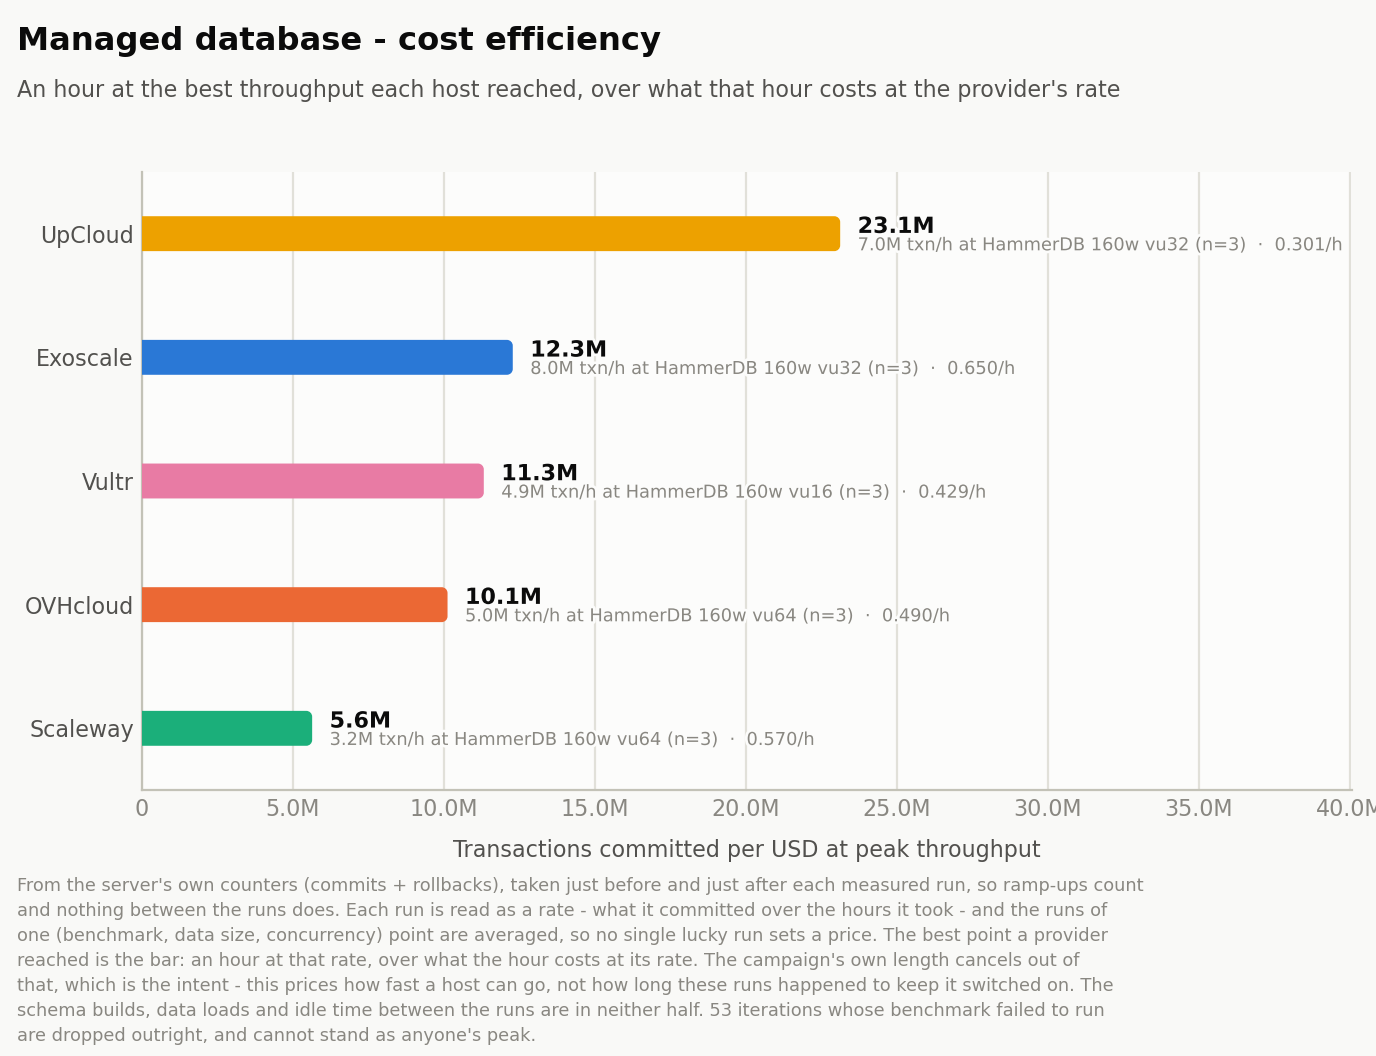 Managed database - cost efficiency
An hour at the best throughput each host reached, over what that hour costs at the provider's rate
UpCloud
23.1M
7.0M txn/h at HammerDB 160w vu32 (n=3) · 0.301/h
Exoscale
12.3M
8.0M txn/h at HammerDB 160w vu32 (n=3) · 0.650/h
Vultr
11.3M
4.9M txn/h at HammerDB 160w vu16 (n=3) · 0.429/h
OVHcloud
10.1M
5.0M txn/h at HammerDB 160w vu64 (n=3) · 0.490/h
Scaleway
5.6M
3.2M txn/h at HammerDB 160w vu64 (n=3) · 0.570/h
0 5.0M 10.0M 15.0M 20.0M 25.0M 30.0M 35.0M 40.0M
Transactions committed per USD at peak throughput
From the server's own counters (commits + rollbacks), taken just before and just after each measured run, so ramp-ups count
and nothing between the runs does. Each run is read as a rate - what it committed over the hours it took - and the runs of
one (benchmark, data size, concurrency) point are averaged, so no single lucky run sets a price. The best point a provider
reached is the bar: an hour at that rate, over what the hour costs at its rate. The campaign's own length cancels out of
that, which is the intent - this prices how fast a host can go, not how long these runs happened to keep it switched on. The
schema builds, data loads and idle time between the runs are in neither half. 53 iterations whose benchmark failed to run
are dropped outright, and cannot stand as anyone's peak.